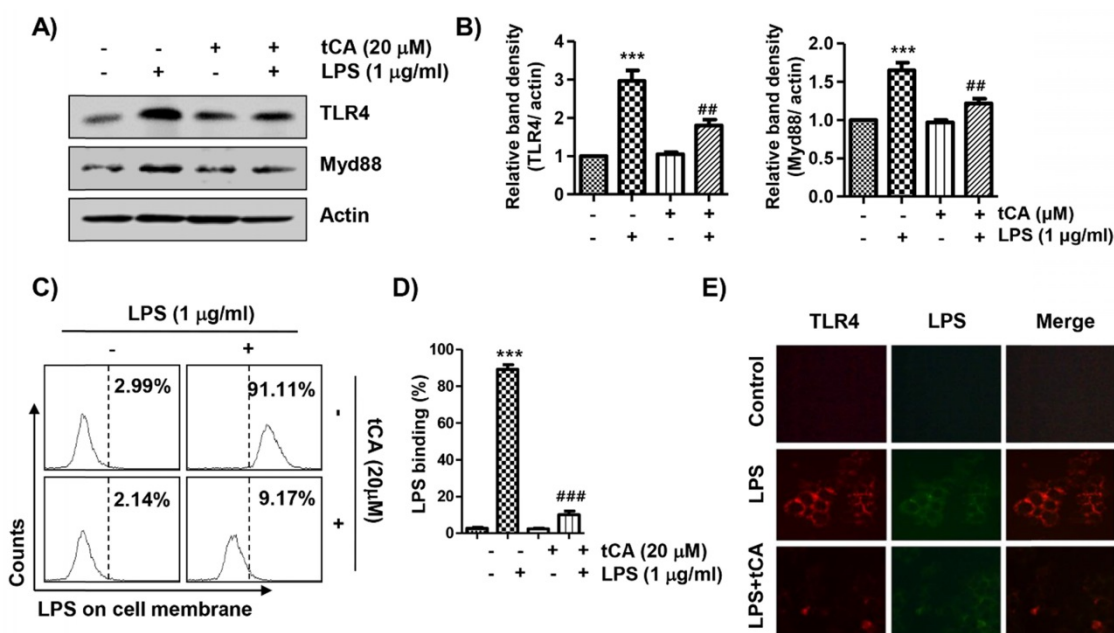 A)
- - + + tCA (20 μM)
- + - + LPS (1 μg/ml)
TLR4
Myd88
Actin
B)
Relative band density
(TLR4/ actin)
4
3
2
1
0
***
##
- - + +
- + - +
Relative band density
(Myd88/ actin)
2.0
1.5
1.0
0.5
0.0
***
##
- - + + tCA (μM)
- + - + LPS (1 μg/ml)
C)
LPS (1 μg/ml)
- +
2.99% 91.11%
2.14% 9.17%
- +
tCA (20μM)
Counts
LPS on cell membrane
D)
LPS binding (%)
100
80
60
40
20
0
***
###
- - + + tCA (20 μM)
- + - + LPS (1 μg/ml)
E)
TLR4 LPS Merge
Control
LPS
LPS+tCA